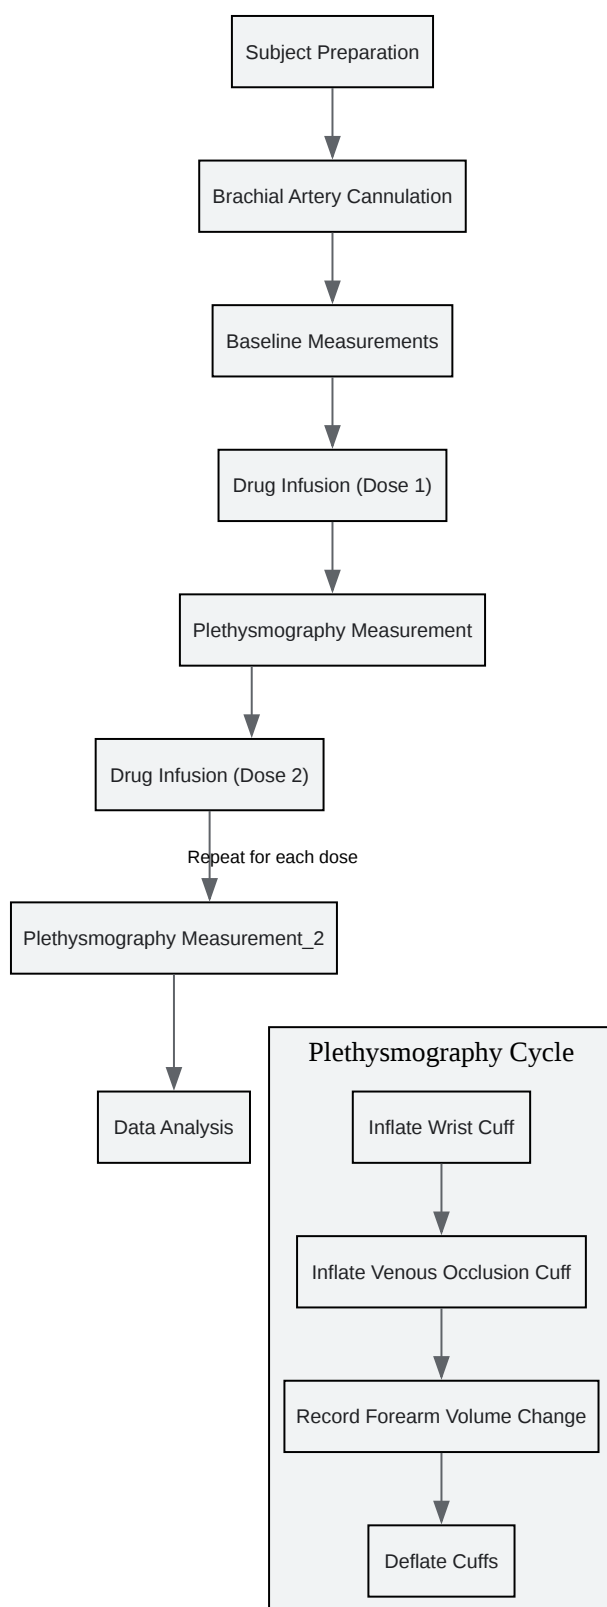 Subject Preparation
Brachial Artery Cannulation
Baseline Measurements
Drug Infusion (Dose 1)
Plethysmography Measurement
Drug Infusion (Dose 2)
Repeat for each dose
Plethysmography Measurement_2
Data Analysis
Plethysmography Cycle
Inflate Wrist Cuff
Inflate Venous Occlusion Cuff
Record Forearm Volume Change
Deflate Cuffs